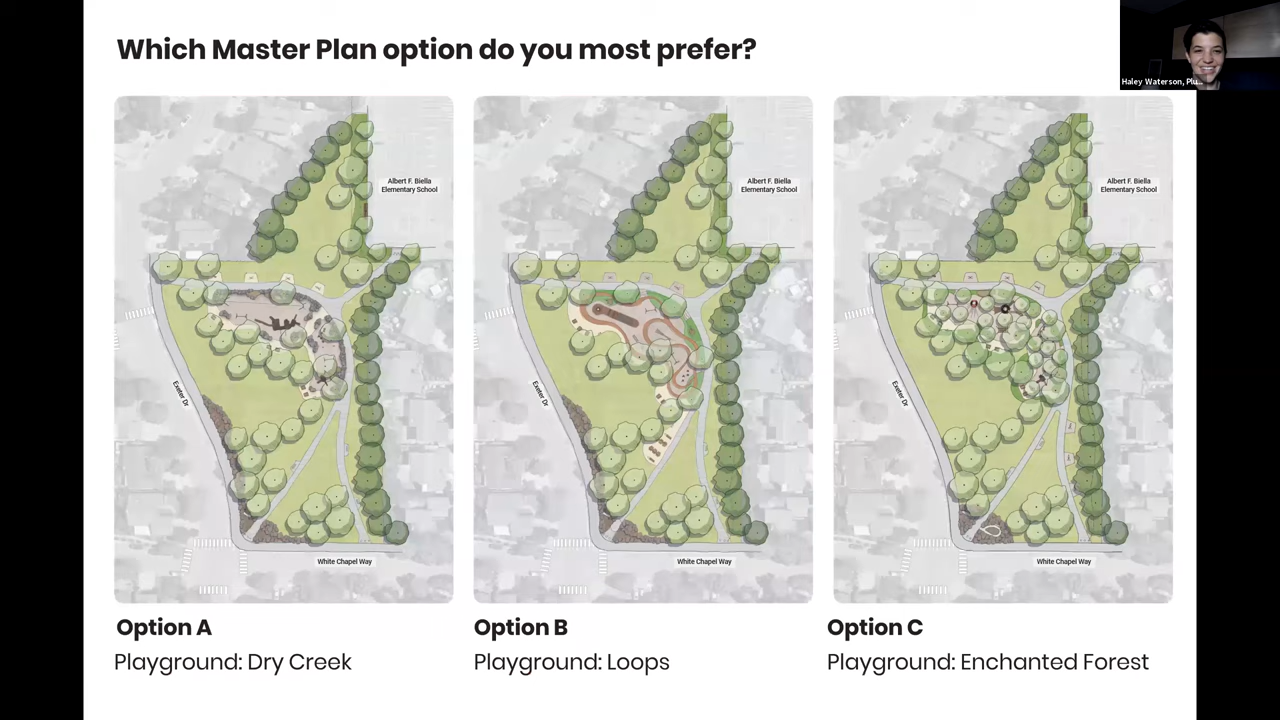 Which Master Plan option do you most prefer?
Haley Waterson, Plu...
Albert F. Biella
Elementary School
Exeter Dr
White Chapel Way
Option A
Playground: Dry Creek
Albert F. Biella
Elementary School
Exeter Dr
White Chapel Way
Option B
Playground: Loops
Albert F. Biella
Elementary School
Exeter Dr
White Chapel Way
Option C
Playground: Enchanted Forest